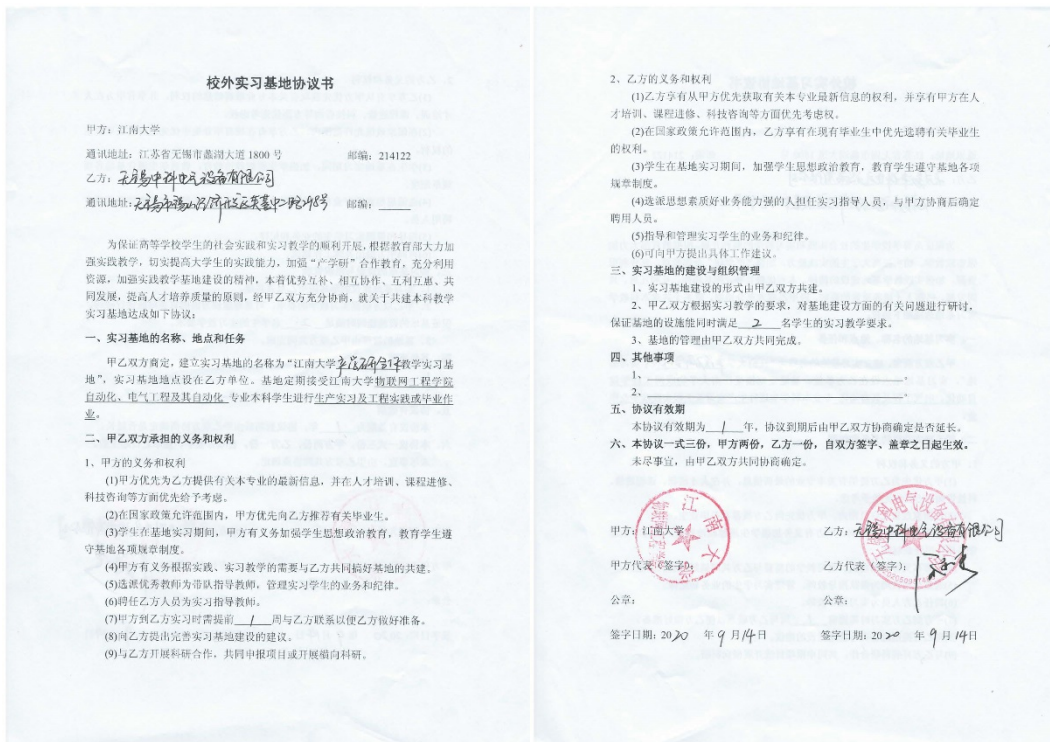 校外实习基地协议书
甲方：江南大学
通讯地址：江苏省无锡市蠡湖大道 1800 号 邮编：214122
乙方：无锡中科电气设备有限公司
通讯地址：无锡市锡山经济开发区芙蓉中二路298号 邮编：
为保证高等学校学生的社会实践和实习教学的顺利开展，根据教育部大力加
强实践教学，切实提高大学生的实践能力，加强“产学研”合作教育，充分利用
资源，加强实践教学基地建设的精神，本着优势互补、相互协作、互利互惠、共
同发展，提高人才培养质量的原则，经甲乙双方充分协商，就关于共建本科教学
实习基地达成如下协议：
一、实习基地的名称、地点和任务
甲乙双方商定，建立实习基地的名称为“江南大学产学研合作教学实习基
地”，实习基地地点设在乙方单位。基地定期接受江南大学物联网工程学院
自动化、电气工程及其自动化 专业本科学生进行生产实习及工程实践或毕业作
业。
二、甲乙双方承担的义务和权利
1、甲方的义务和权利
(1)甲方优先为乙方提供有关本专业的最新信息，并在人才培训、课程进修、
科技咨询等方面优先给予考虑。
(2)在国家政策允许范围内，甲方优先向乙方推荐有关毕业生。
(3)学生在基地实习期间，甲方有义务加强学生思想政治教育，教育学生遵
守基地各项规章制度。
(4)甲方有义务根据实践、实习教学的需要与乙方共同搞好基地的共建。
(5)选派优秀教师为带队指导教师，管理实习学生的业务和纪律。
(6)聘任乙方人员为实习指导教师。
(7)甲方到乙方实习时需提前 1 周与乙方联系以便乙方做好准备。
(8)向乙方提出完善实习基地建设的建议。
(9)与乙方开展科研合作，共同申报项目或开展横向科研。
2、乙方的义务和权利
(1)乙方享有从甲方优先获取有关本专业最新信息的权利，并享有甲方在人
才培训、课程进修、科技咨询等方面优先考虑权。
(2)在国家政策允许范围内，乙方享有在现有毕业生中优先选聘有关毕业生
的权利。
(3)学生在基地实习期间，加强学生思想政治教育，教育学生遵守基地各项
规章制度。
(4)选派思想素质好业务能力强的人担任实习指导人员，与甲方协商后确定
聘用人员。
(5)指导和管理实习学生的业务和纪律。
(6)可向甲方提出具体工作建议。
三、实习基地的建设与组织管理
1、实习基地建设的形式由甲乙双方共建。
2、甲乙双方根据实习教学的要求，对基地建设方面的有关问题进行研讨，
保证基地的设施能同时满足 2 名学生的实习教学要求。
3、基地的管理由甲乙双方共同完成。
四、其他事项
1、 .
2、 .
五、协议有效期
本协议有效期为 1 年，协议到期后由甲乙双方协商确定是否延长。
六、本协议一式三份，甲方两份，乙方一份，自双方签字、盖章之日起生效。
未尽事宜，由甲乙双方共同协商确定。
甲方：江南大学 乙方：无锡中科电气设备有限公司
甲方代表（签字）： 乙方代表（签字）：
公章： 公章：
签字日期：2020 年 9 月 14 日 签字日期：2020 年 9 月 14 日